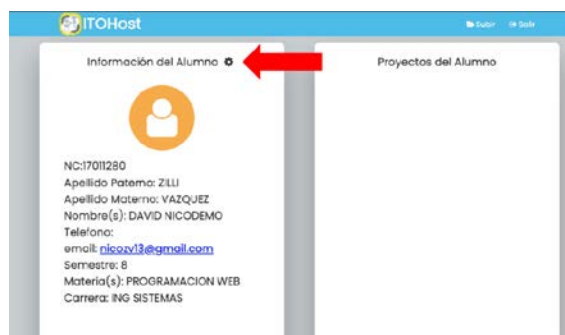 ITOHost
Subir Salir
Información del Alumno
Proyectos del Alumno
NC:17011280
Apellido Paterno: ZILLI
Apellido Materno: VAZQUEZ
Nombre(s): DAVID NICODEMO
Telefono:
email: nicozv13@gmail.com
Semestre: 8
Materia(s): PROGRAMACION WEB
Carrera: ING SISTEMAS